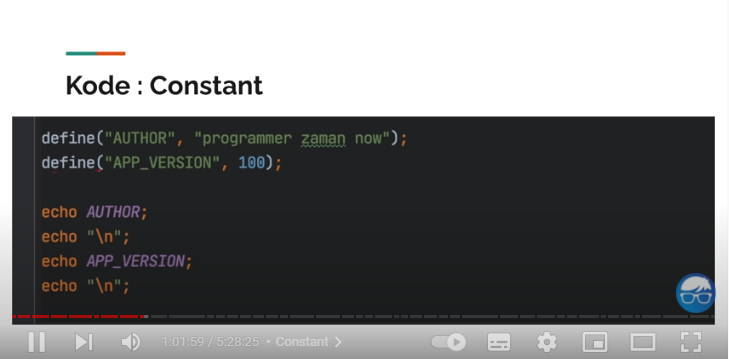 Kode : Constant
define("AUTHOR", "programmer zaman now");
define("APP_VERSION", 100);
echo AUTHOR;
echo "\n";
echo APP_VERSION;
echo "\n";
1:01:59 / 5:28:25 • Constant >